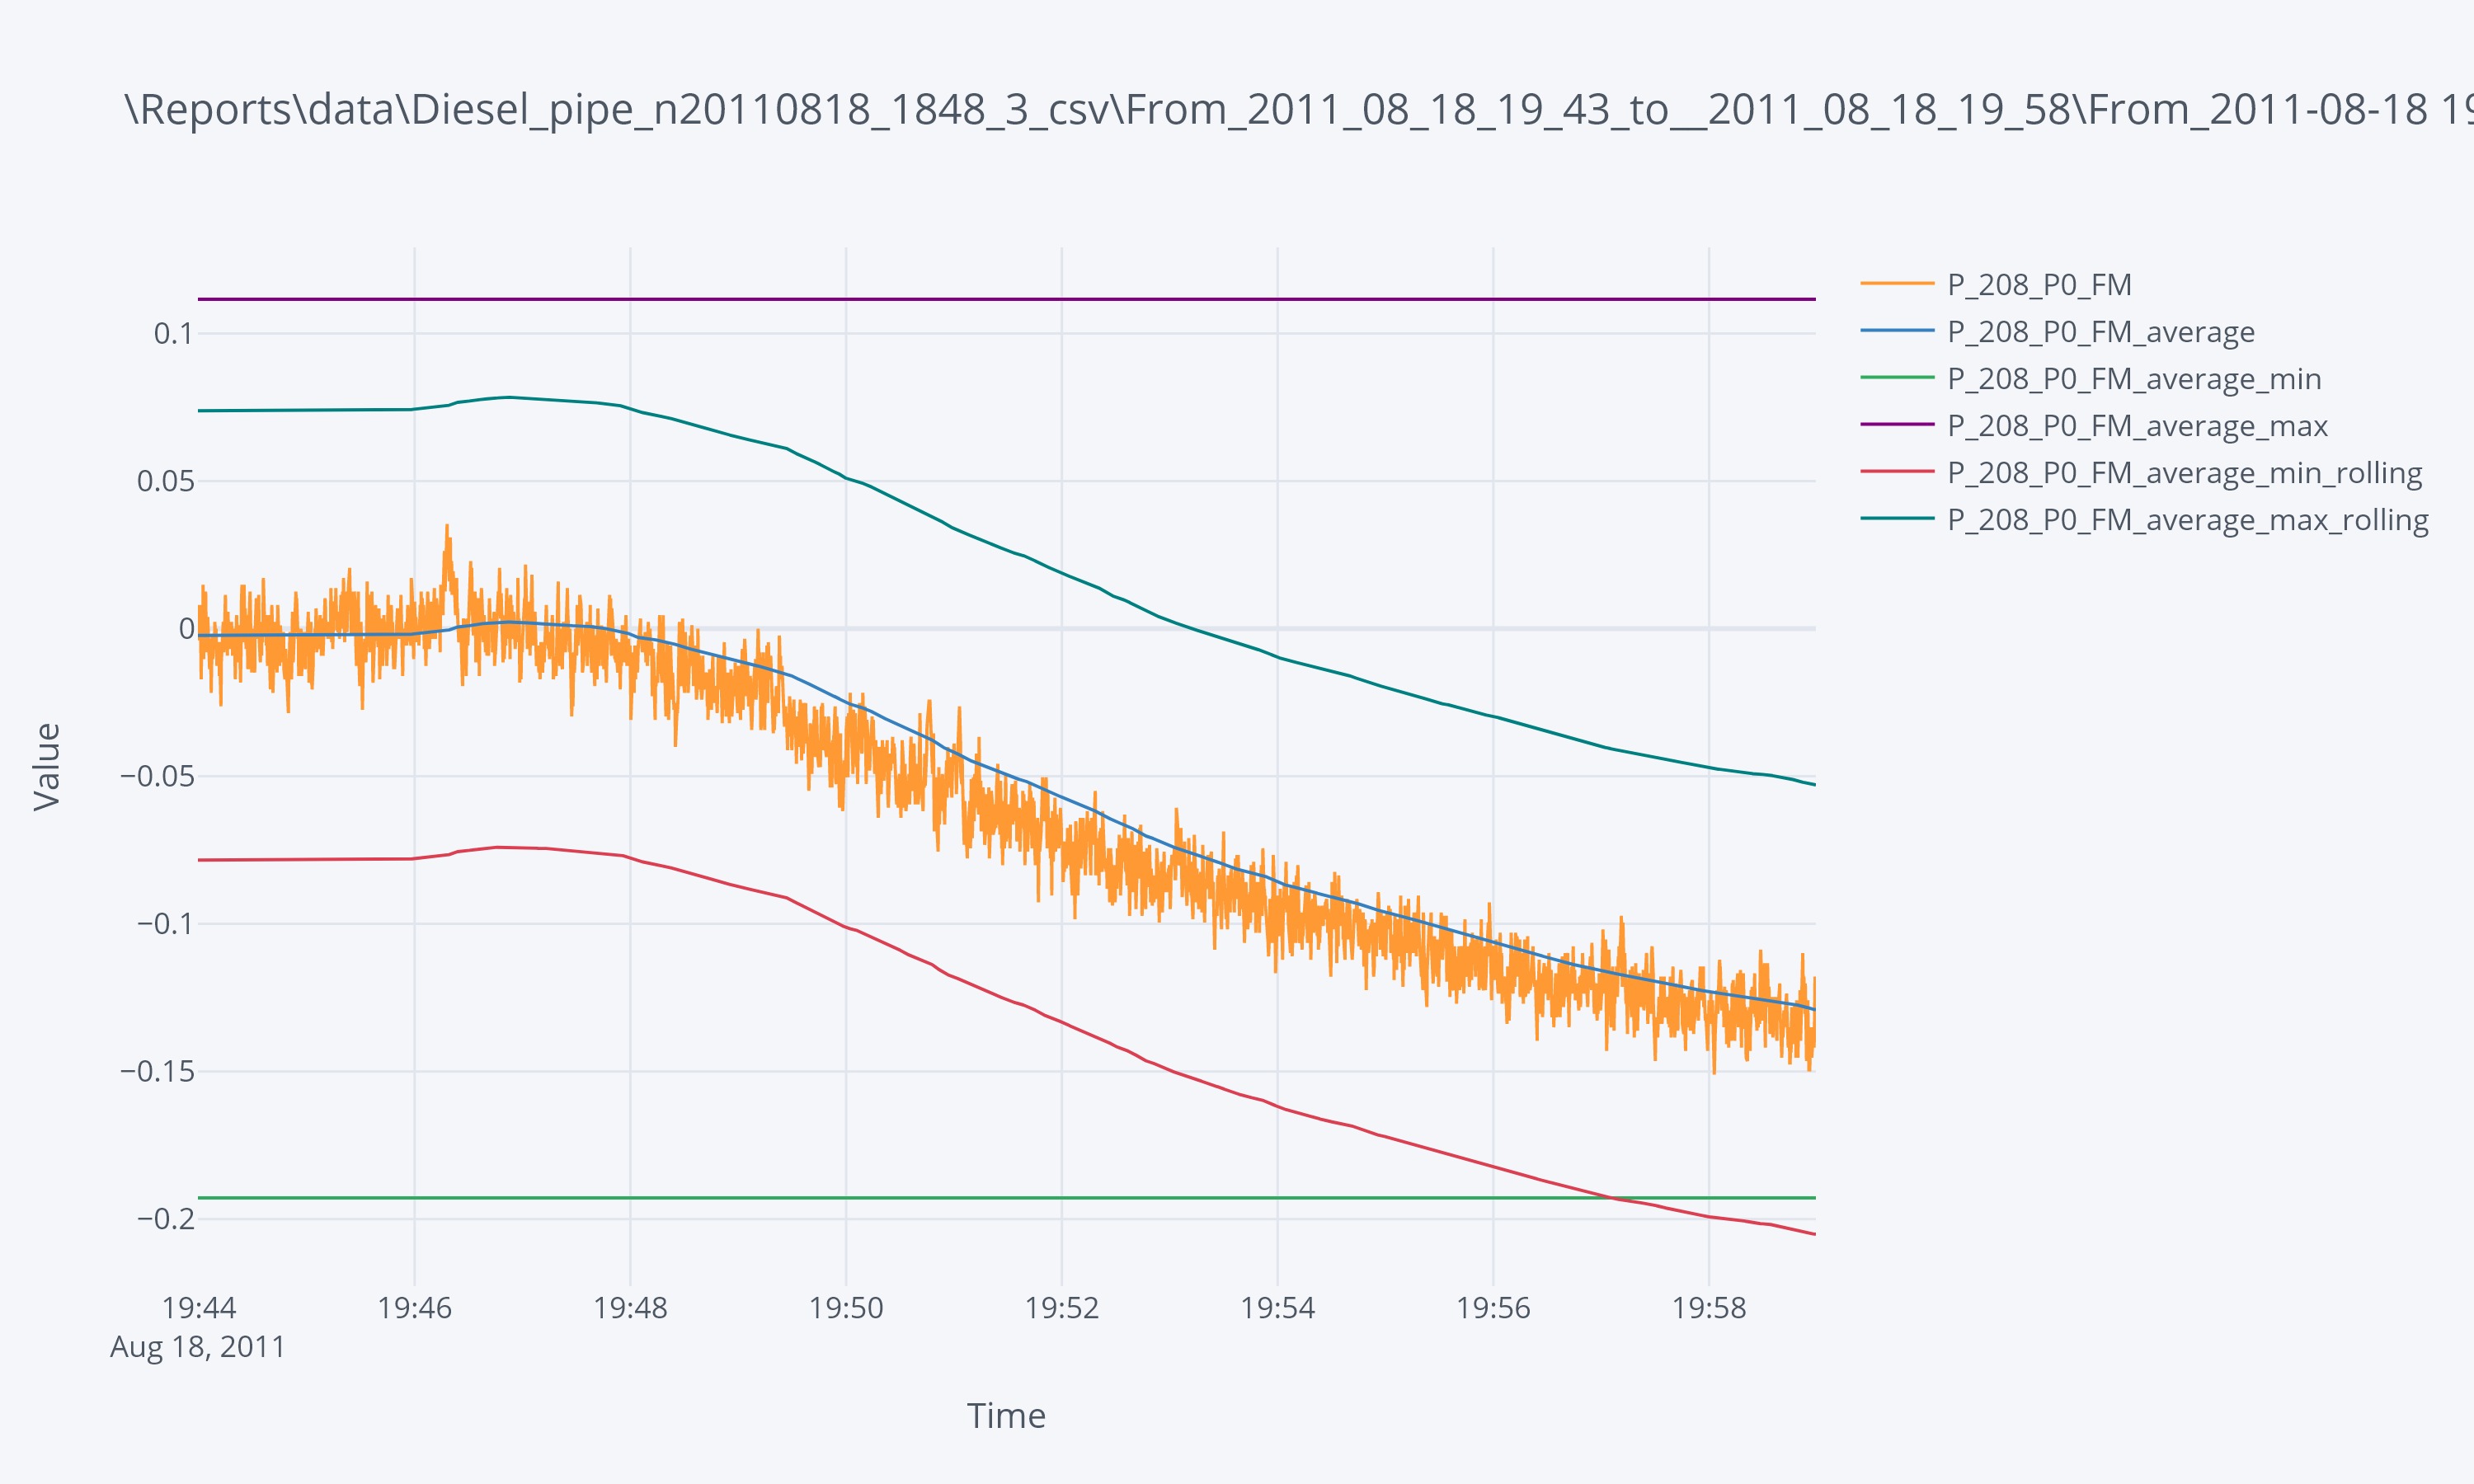 \Reports\data\Diesel_pipe_n20110818_1848_3_csv\From_2011_08_18_19_43_to__2011_08_18_19_58\From_2011-08-18 19
P_208_P0_FM
P_208_P0_FM_average
P_208_P0_FM_average_min
P_208_P0_FM_average_max
P_208_P0_FM_average_min_rolling
P_208_P0_FM_average_max_rolling
0.1
0.05
0
−0.05
−0.1
−0.15
−0.2
Value
19:44 19:46 19:48 19:50 19:52 19:54 19:56 19:58
Aug 18, 2011
Time